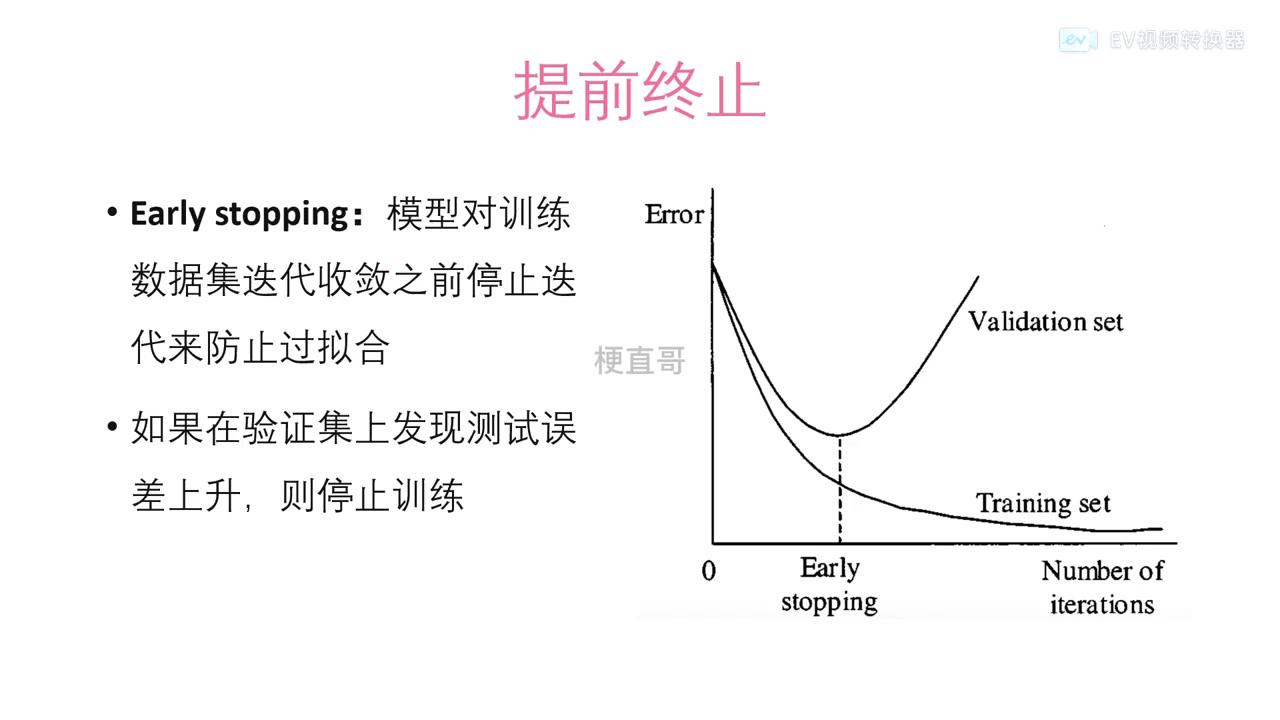 EV视频转换器
提前终止
• Early stopping：模型对训练
数据集迭代收敛之前停止迭
代来防止过拟合
• 如果在验证集上发现测试误
差上升，则停止训练
梗直哥
Error
Validation set
Training set
0
Early
stopping
Number of
iterations